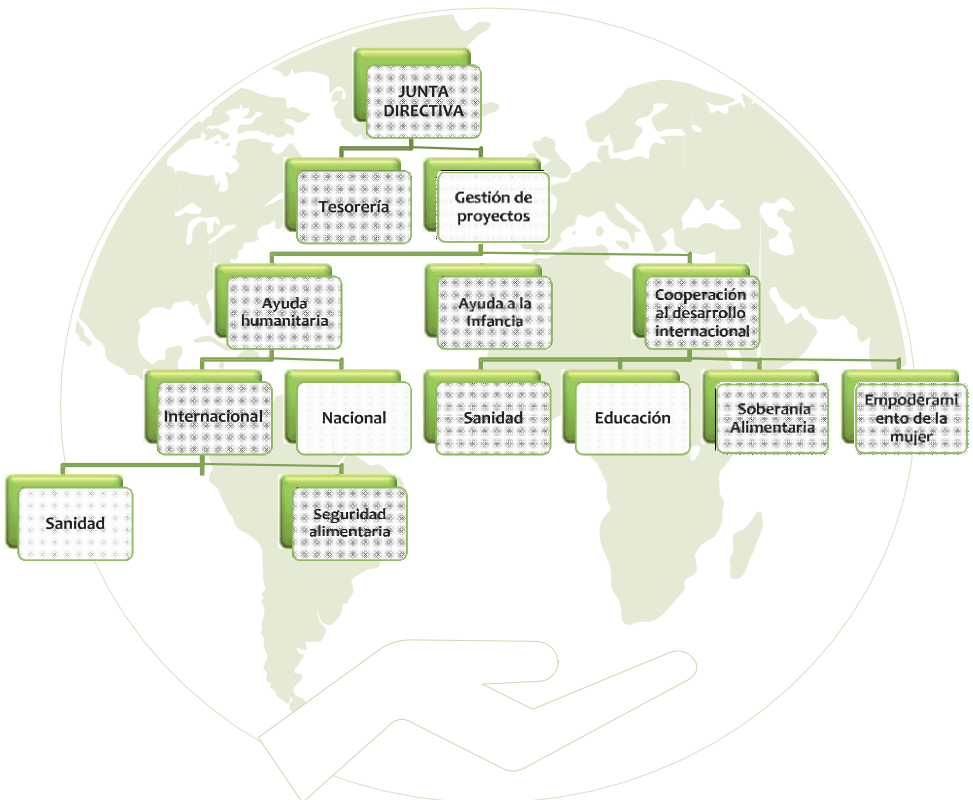 JUNTA
DIRECTIVA
Tesorería
Gestión de
proyectos
Ayuda
humanitaria
Ayuda a la
Infancia
Cooperación
al desarrollo
internacional
Internacional
Nacional
Sanidad
Educación
Soberanía
Alimentaria
Empoderami
ento de la
mujer
Sanidad
Seguridad
alimentaria